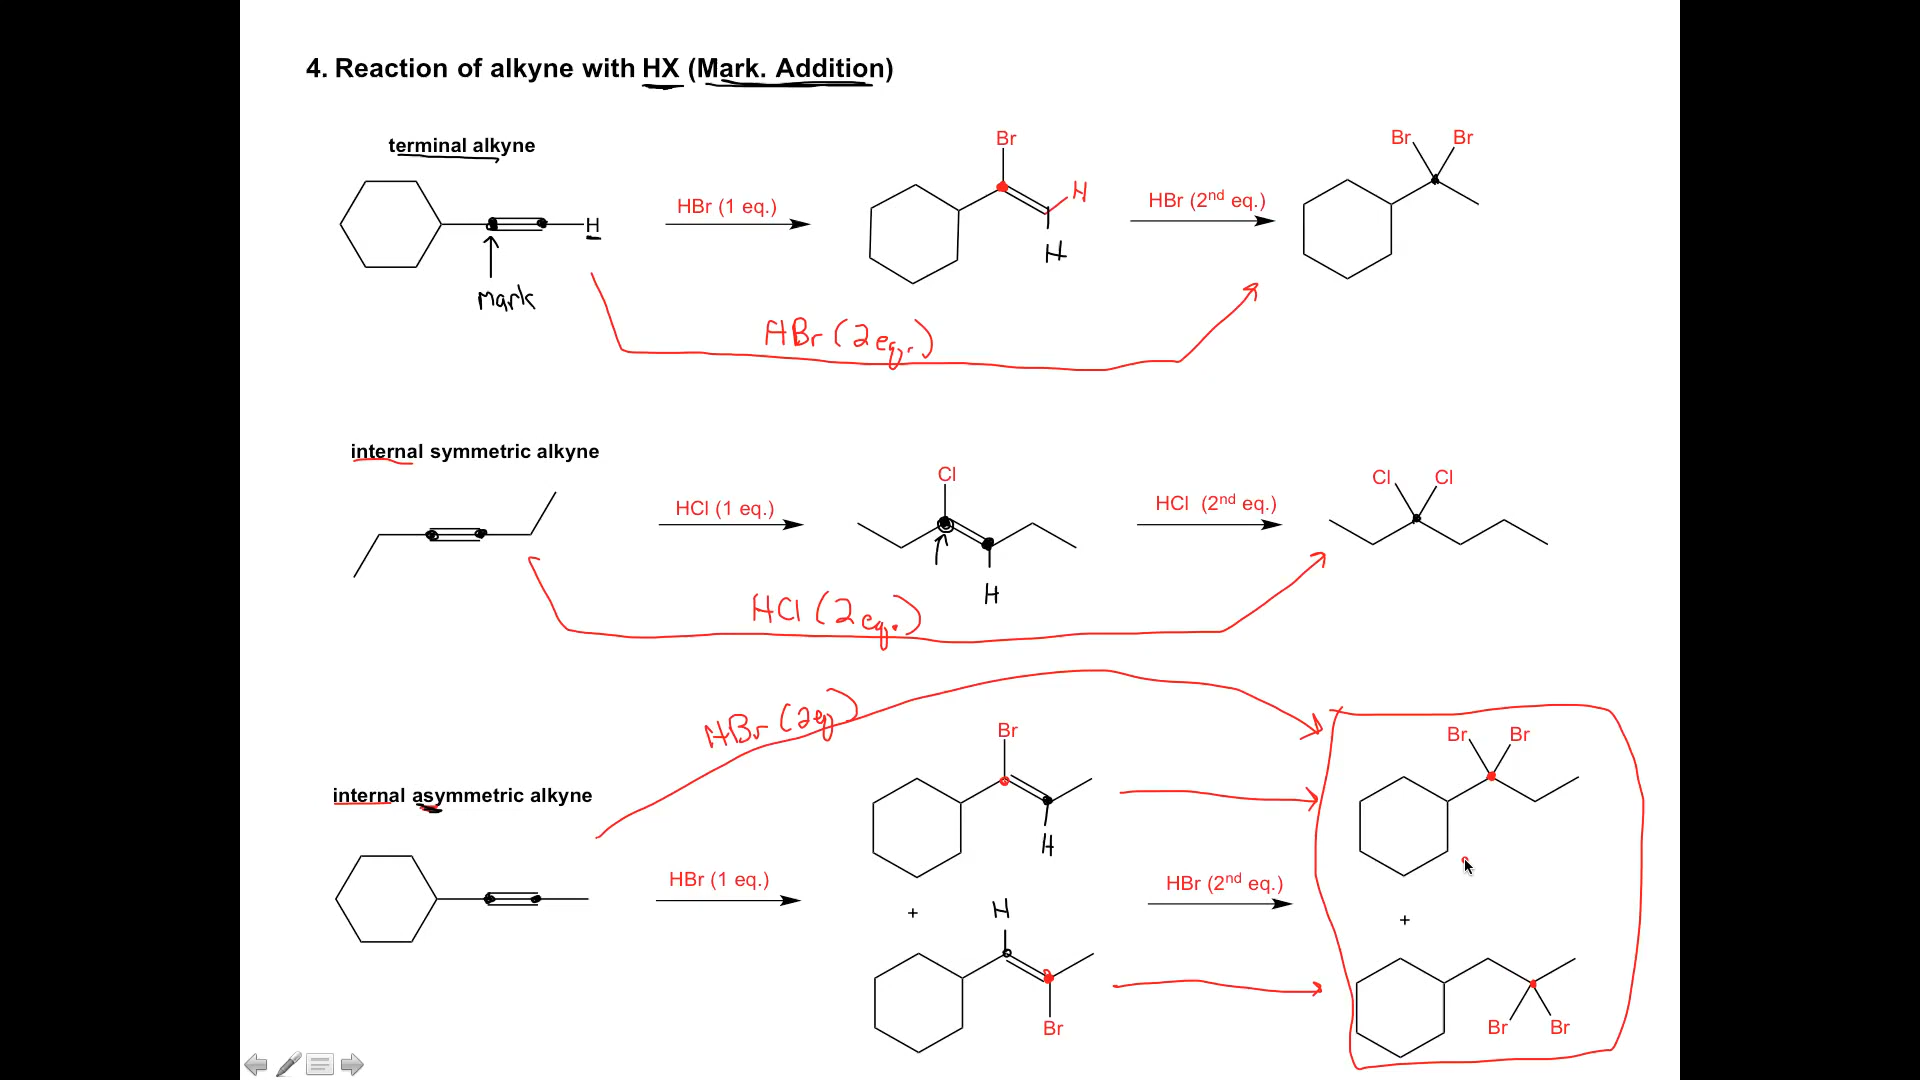 4. Reaction of alkyne with HX (Mark. Addition)
terminal alkyne
H
Mark
HBr (1 eq.)
Br
H
H
HBr (2nd eq.)
Br Br
HBr (2 eq.)
internal symmetric alkyne
HCl (1 eq.)
Cl
H
HCl (2nd eq.)
Cl Cl
HCl (2 eq.)
HBr (2 eq)
internal asymmetric alkyne
HBr (1 eq.)
Br
H
+
H
Br
HBr (2nd eq.)
Br Br
+
Br Br